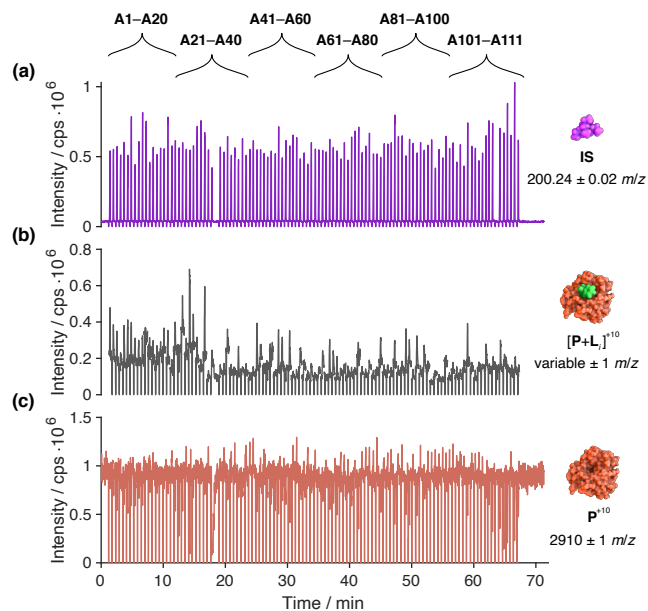 A1–A20 A41–A60 A81–A100
A21–A40 A61–A80 A101–A111
(a)
Intensity / cps ·10⁶
1
0.5
0
IS
200.24 ± 0.02 m/z
(b)
Intensity / cps ·10⁶
0.8
0.6
0.4
0.2
0
[P+Lᵢ]⁺¹⁰
variable ± 1 m/z
(c)
Intensity / cps ·10⁶
1.5
1
0.5
0
P⁺¹⁰
2910 ± 1 m/z
0 10 20 30 40 50 60 70
Time / min